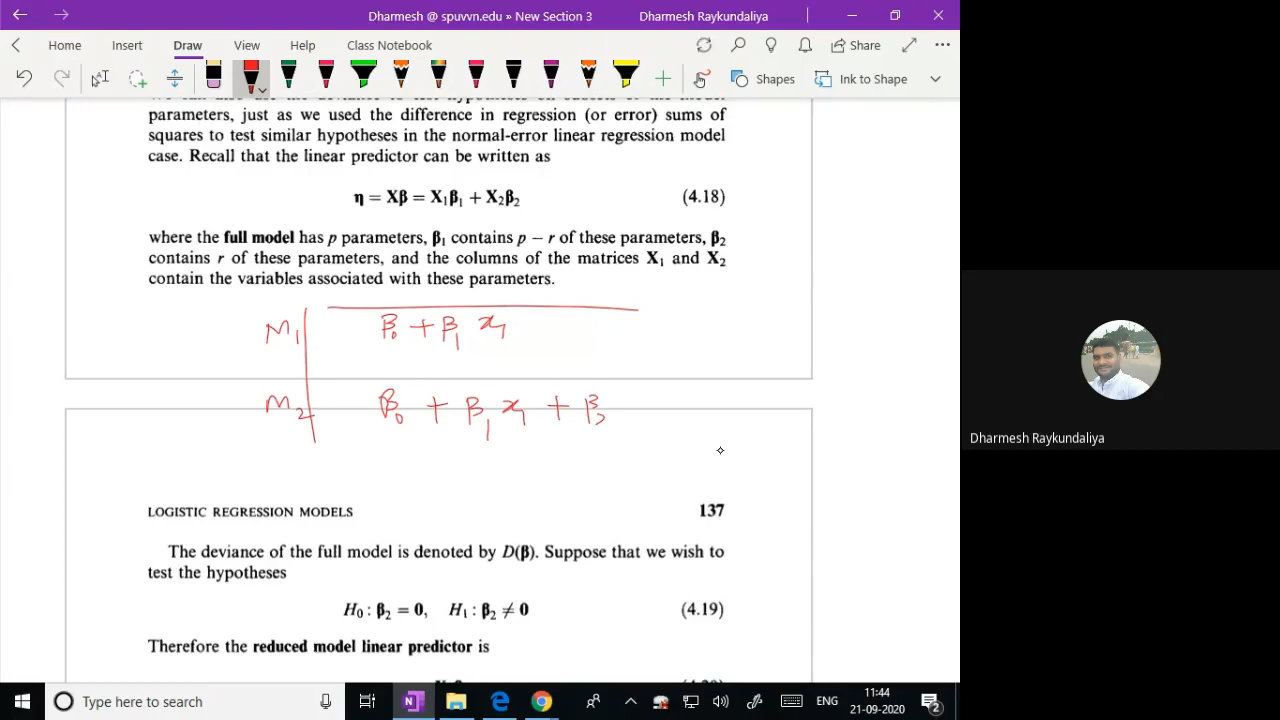 Dharmesh @ spuvvn.edu » New Section 3
Dharmesh Raykundaliya
Home Insert Draw View Help Class Notebook
Share
Shapes
Ink to Shape
parameters, just as we used the difference in regression (or error) sums of
squares to test similar hypotheses in the normal-error linear regression model
case. Recall that the linear predictor can be written as
η = Xβ = X₁β₁ + X₂β₂ (4.18)
where the full model has p parameters, β₁ contains p − r of these parameters, β₂
contains r of these parameters, and the columns of the matrices X₁ and X₂
contain the variables associated with these parameters.
M₁ β₀ + β₁ x₁
M₂ β₀ + β₁ x₁ + β₂
LOGISTIC REGRESSION MODELS 137
The deviance of the full model is denoted by D(β). Suppose that we wish to
test the hypotheses
H₀ : β₂ = 0, H₁ : β₂ ≠ 0 (4.19)
Therefore the reduced model linear predictor is
Dharmesh Raykundaliya
Type here to search
ENG
11:44
21-09-2020
2